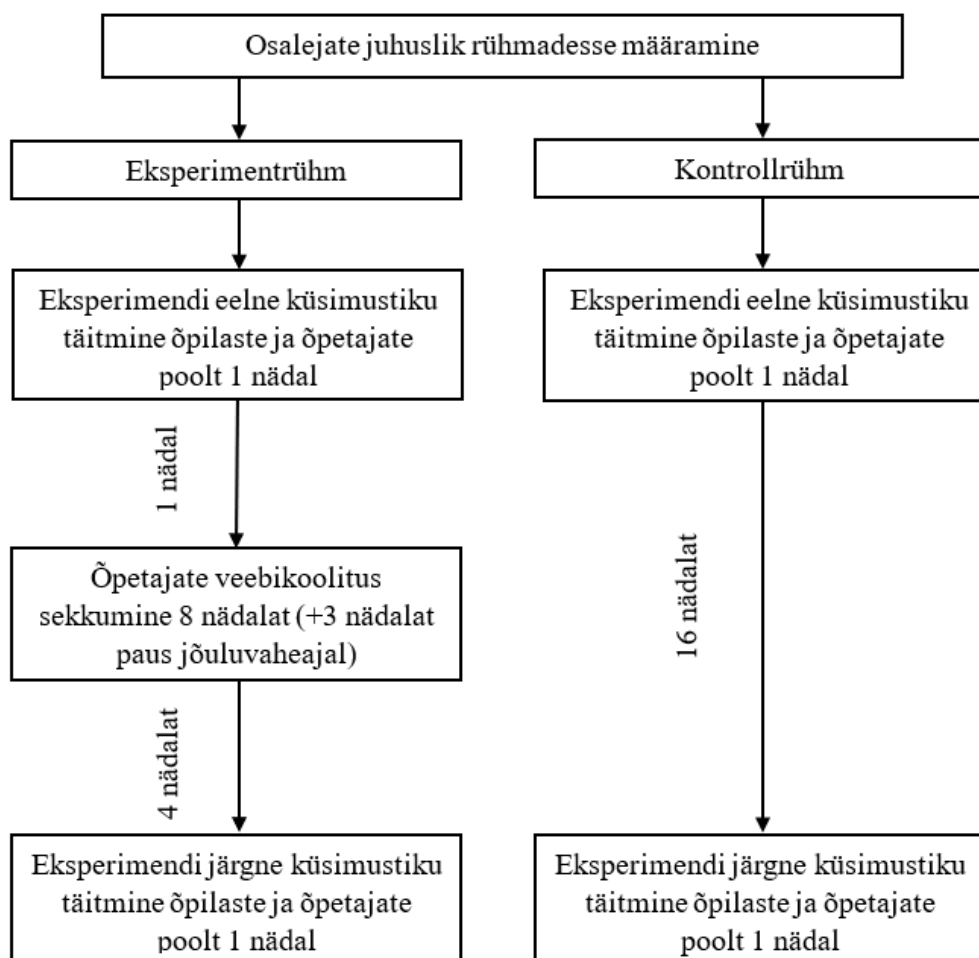 Osalejate juhuslik rühmadesse määramine
Eksperimentrühm
Kontrollrühm
Eksperimendi eelne küsimustiku
täitmine õpilaste ja õpetajate
poolt 1 nädal
Eksperimendi eelne küsimustiku
täitmine õpilaste ja õpetajate
poolt 1 nädal
1 nädal
Õpetajate veebikoolitus
sekkumine 8 nädalat (+3 nädalat
paus jõuluvaheajal)
16 nädalat
4 nädalat
Eksperimendi järgne küsimustiku
täitmine õpilaste ja õpetajate
poolt 1 nädal
Eksperimendi järgne küsimustiku
täitmine õpilaste ja õpetajate
poolt 1 nädal